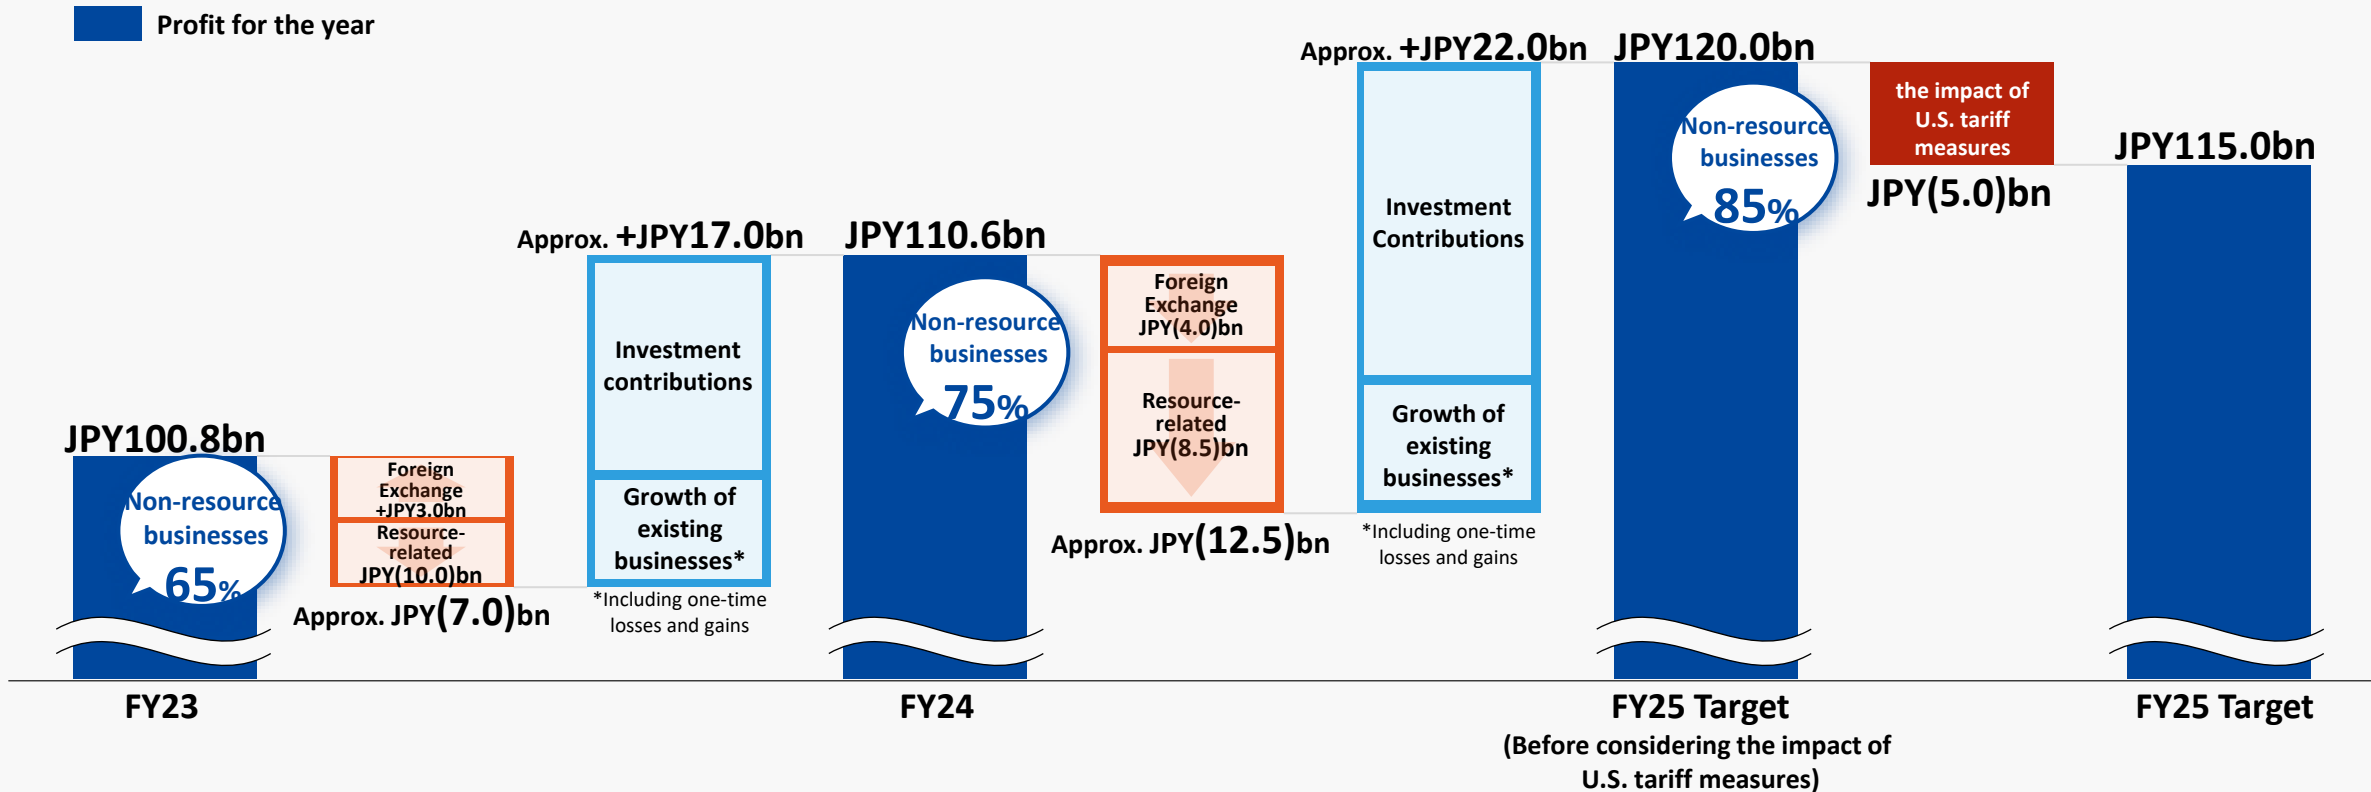 Profit for the year
JPY100.8bn
Non-resource
businesses
65%
Foreign
Exchange
+JPY3.0bn
Resource-
related
JPY(10.0)bn
Approx. JPY(7.0)bn
Approx. +JPY17.0bn
Investment
contributions
Growth of
existing
businesses*
*Including one-time
losses and gains
JPY110.6bn
Non-resource
businesses
75%
Foreign
Exchange
JPY(4.0)bn
Resource-
related
JPY(8.5)bn
Approx. JPY(12.5)bn
Approx. +JPY22.0bn
Investment
Contributions
Growth of
existing
businesses*
*Including one-time
losses and gains
JPY120.0bn
Non-resource
businesses
85%
the impact of
U.S. tariff
measures
JPY(5.0)bn
JPY115.0bn
FY23
FY24
FY25 Target
(Before considering the impact of
U.S. tariff measures)
FY25 Target